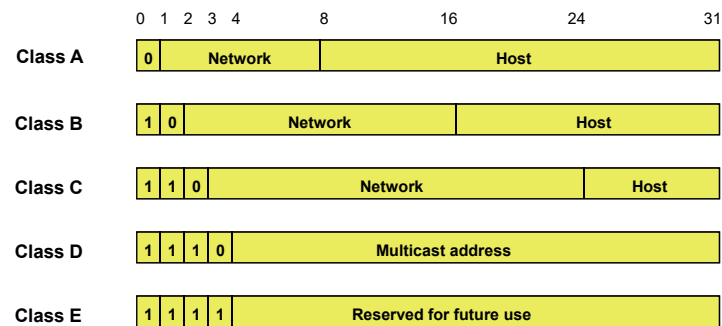 0 1 2 3 4 8 16 24 31
Class A 0 Network Host
Class B 1 0 Network Host
Class C 1 1 0 Network Host
Class D 1 1 1 0 Multicast address
Class E 1 1 1 1 Reserved for future use